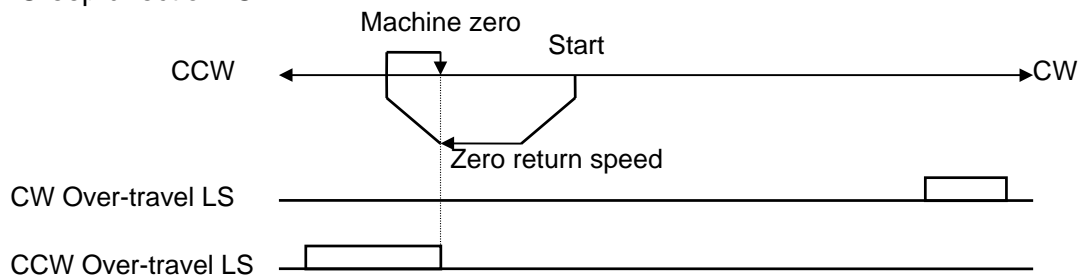 Machine zero
Start
CCW
CW
Zero return speed
CW Over-travel LS
CCW Over-travel LS